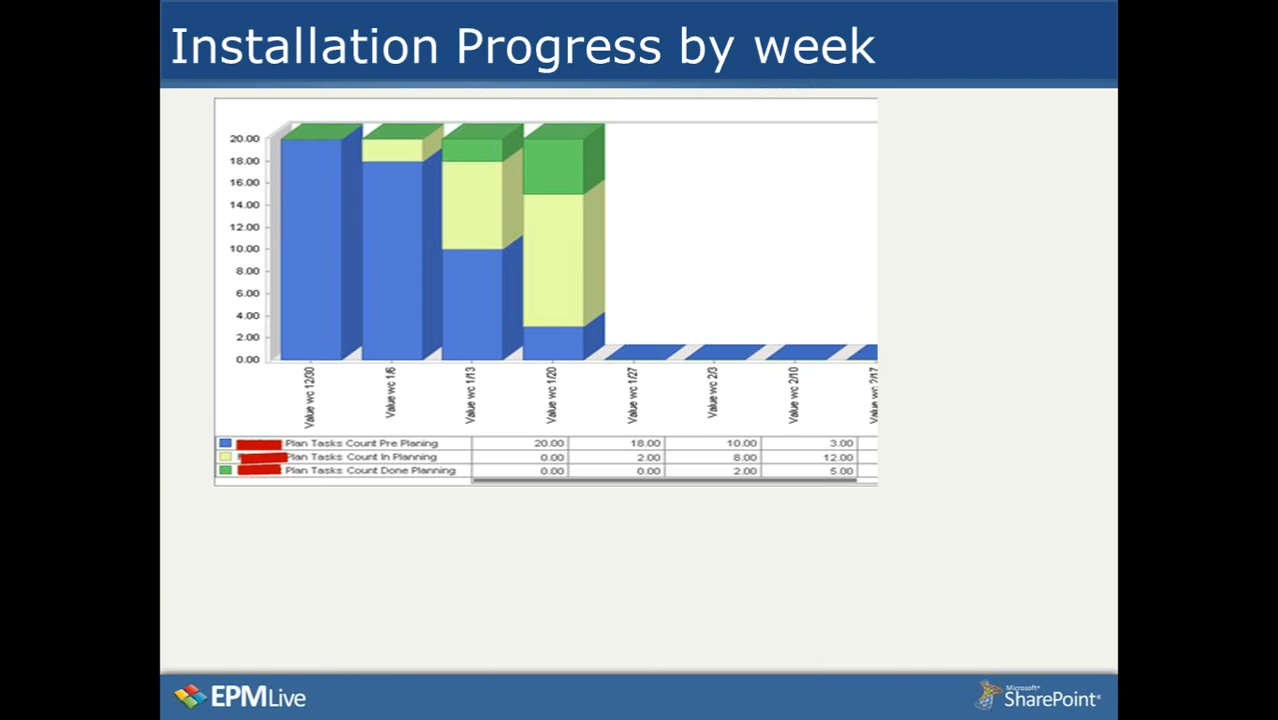 Installation Progress by week
20.00
18.00
16.00
14.00
12.00
10.00
8.00
6.00
4.00
2.00
0.00
Value wc 12/30
Value wc 1/6
Value wc 1/13
Value wc 1/20
Value wc 1/27
Value wc 2/3
Value wc 2/10
Value wc 2/17
Plan Tasks Count Pre Planing 20.00 18.00 10.00 3.00
Plan Tasks Count In Planning 0.00 2.00 8.00 12.00
Plan Tasks Count Done Planning 0.00 0.00 2.00 5.00
EPMLive
Microsoft®
SharePoint®